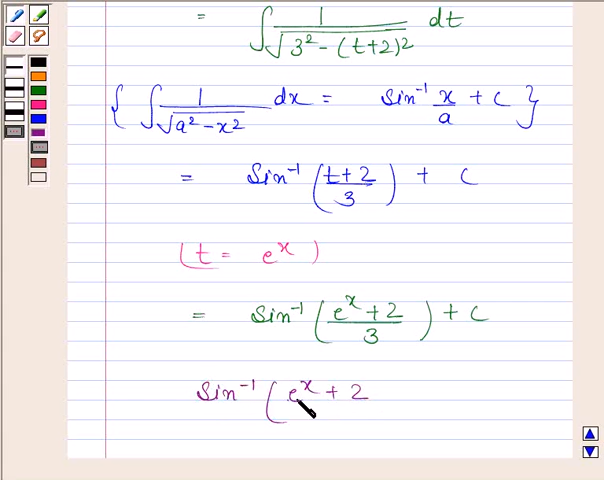 = ∫ 1/√(3² - (t+2)²) dt
{ ∫ 1/√(a² - x²) dx = Sin⁻¹ x/a + C }
= Sin⁻¹ ( (t+2)/3 ) + C
(t = eˣ)
= Sin⁻¹ ( (eˣ + 2)/3 ) + C
Sin⁻¹ ( eˣ + 2